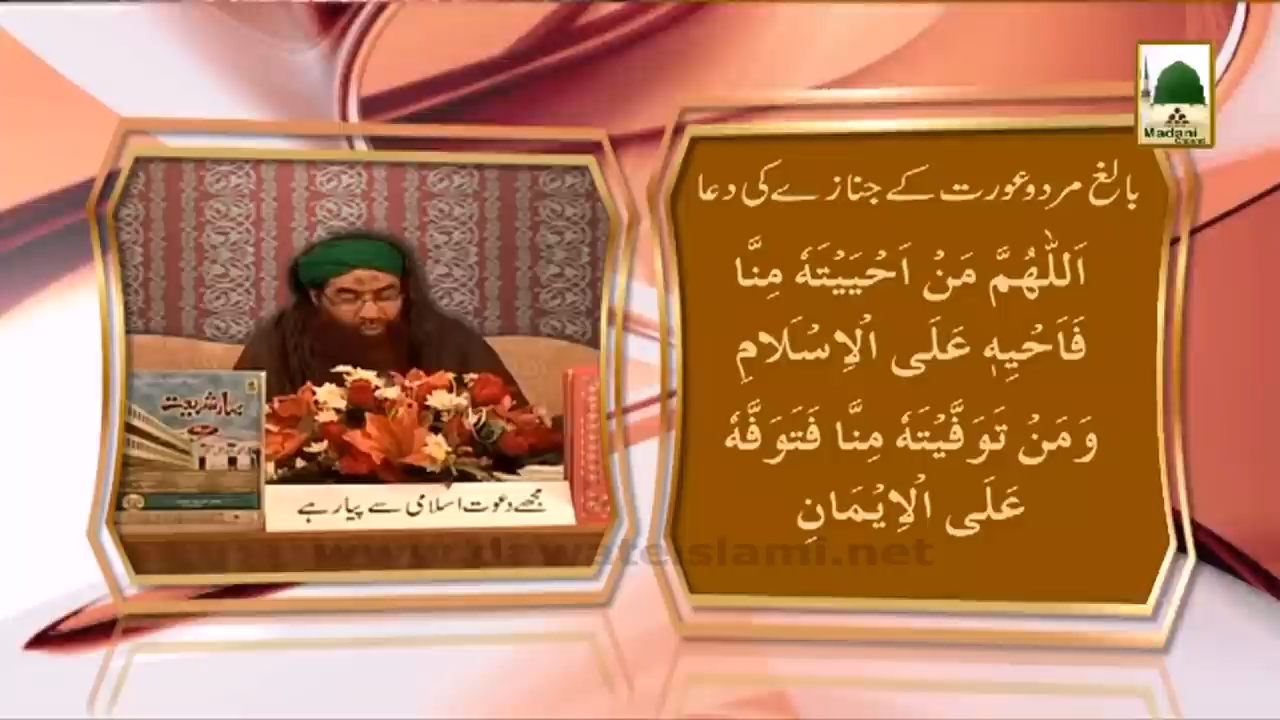 Madani
بالغ مرد و عورت کے جنازے کی دعا
اَللّٰهُمَّ مَنْ اَحْيَيْتَهٗ مِنَّا
فَاَحْيِهٖ عَلَى الْاِسْلَامِ
وَمَنْ تَوَفَّيْتَهٗ مِنَّا فَتَوَفَّهٗ
عَلَى الْاِيْمَانِ
بہار شریعت
مجھے دعوت اسلامی سے پیار ہے
www.dawateislami.net